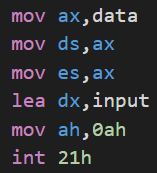 mov ax,data
mov ds,ax
mov es,ax
lea dx,input
mov ah,0ah
int 21h